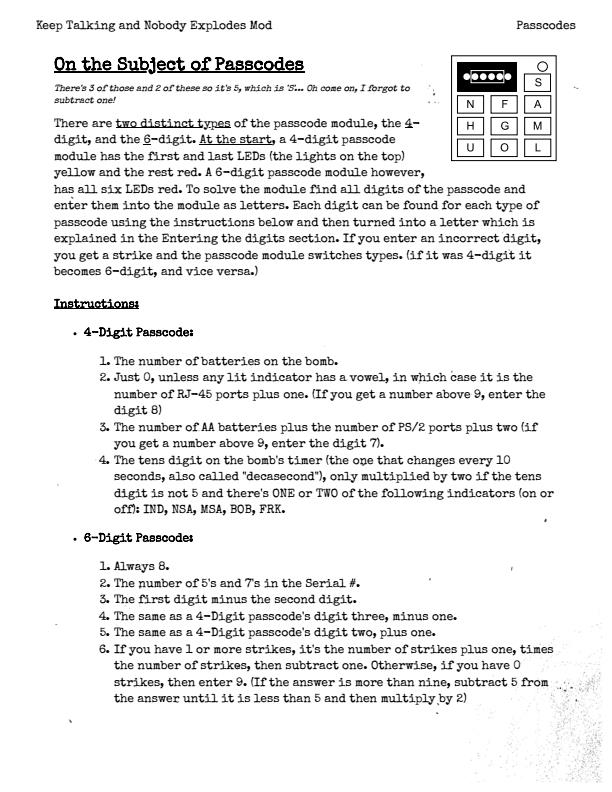 Keep Talking and Nobody Explodes Mod
Passcodes
On the Subject of Passcodes
There's 3 of those and 2 of these so it's 5, which is 'S'... Oh come on, I forgot to
subtract one!
S
N F A
H G M
U O L
There are two distinct types of the passcode module, the 4-
digit, and the 6-digit. At the start, a 4-digit passcode
module has the first and last LEDs (the lights on the top)
yellow and the rest red. A 6-digit passcode module however,
has all six LEDs red. To solve the module find all digits of the passcode and
enter them into the module as letters. Each digit can be found for each type of
passcode using the instructions below and then turned into a letter which is
explained in the Entering the digits section. If you enter an incorrect digit,
you get a strike and the passcode module switches types. (if it was 4-digit it
becomes 6-digit, and vice versa.)
Instructions:
• 4-Digit Passcode:
1. The number of batteries on the bomb.
2. Just 0, unless any lit indicator has a vowel, in which case it is the
number of RJ-45 ports plus one. (If you get a number above 9, enter the
digit 8)
3. The number of AA batteries plus the number of PS/2 ports plus two (if
you get a number above 9, enter the digit 7).
4. The tens digit on the bomb's timer (the one that changes every 10
seconds, also called "decasecond"), only multiplied by two if the tens
digit is not 5 and there's ONE or TWO of the following indicators (on or
off): IND, NSA, MSA, BOB, FRK.
• 6-Digit Passcode:
1. Always 8.
2. The number of 5's and 7's in the Serial #.
3. The first digit minus the second digit.
4. The same as a 4-Digit passcode's digit three, minus one.
5. The same as a 4-Digit passcode's digit two, plus one.
6. If you have 1 or more strikes, it's the number of strikes plus one, times
the number of strikes, then subtract one. Otherwise, if you have 0
strikes, then enter 9. (If the answer is more than nine, subtract 5 from
the answer until it is less than 5 and then multiply by 2)